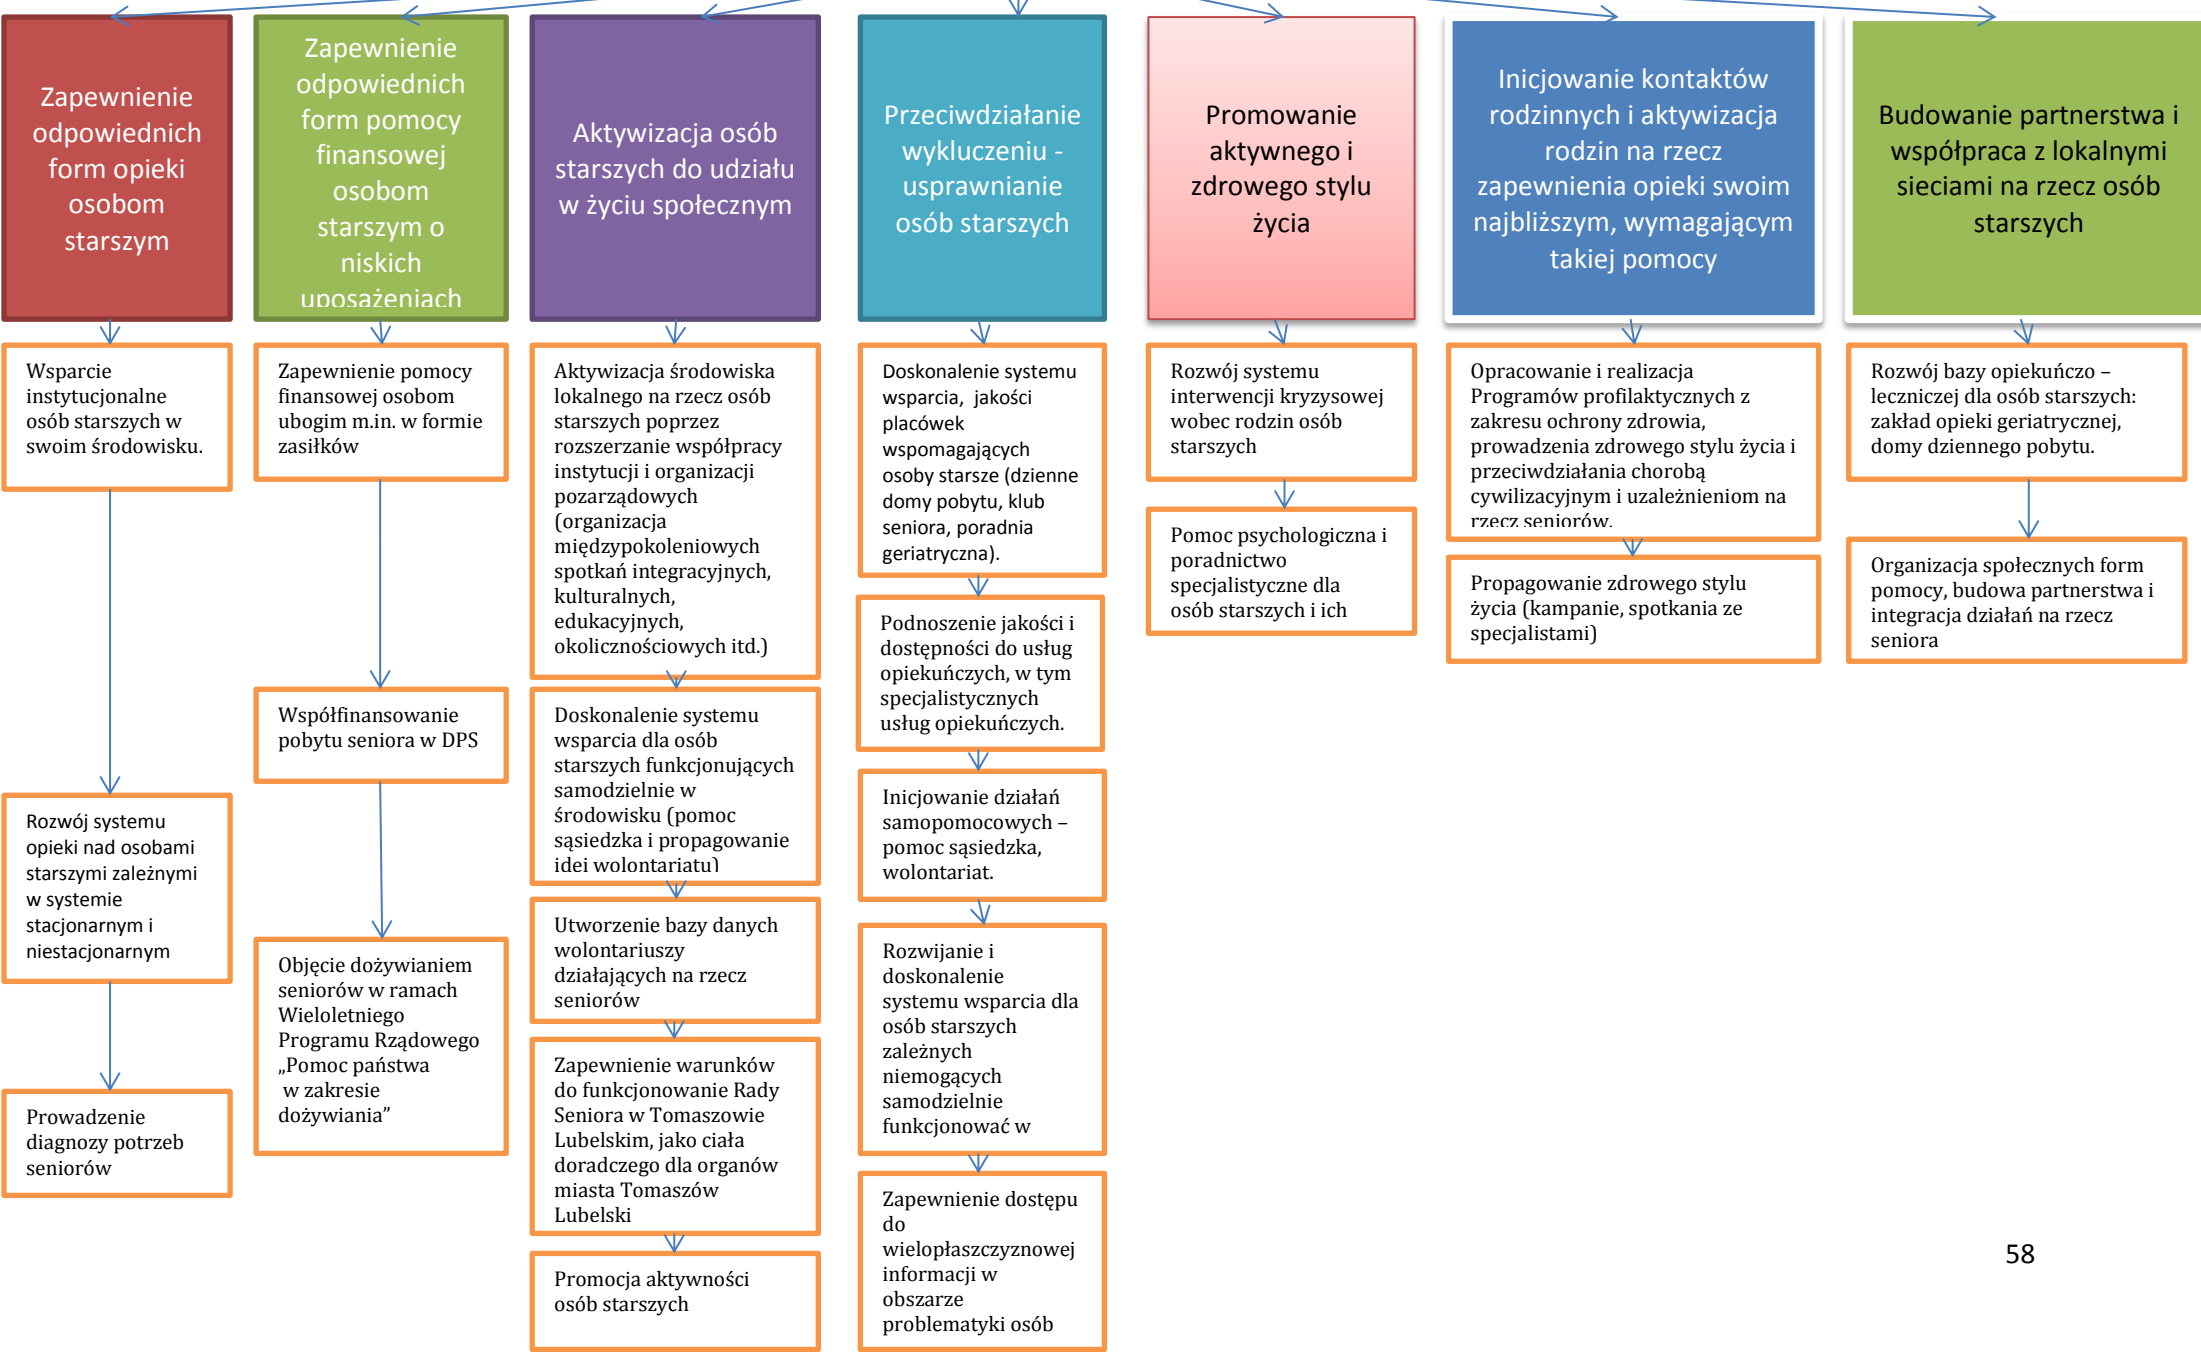 Zapewnienie
odpowiednich
form opieki
osobom
starszym
Zapewnienie
odpowiednich
form pomocy
finansowej
osobom
starszym o
niskich
uposażeniach
Aktywizacja osób
starszych do udziału
w życiu społecznym
Przeciwdziałanie
wykluczeniu -
usprawnianie
osób starszych
Promowanie
aktywnego i
zdrowego stylu
życia
Inicjowanie kontaktów
rodzinnych i aktywizacja
rodzin na rzecz
zapewnienia opieki swoim
najbliższym, wymagającym
takiej pomocy
Budowanie partnerstwa i
współpraca z lokalnymi
sieciami na rzecz osób
starszych
Wsparcie
instytucjonalne
osób starszych w
swoim środowisku.
Rozwój systemu
opieki nad osobami
starszymi zależnymi
w systemie
stacjonarnym i
niestacjonarnym
Prowadzenie
diagnozy potrzeb
seniorów
Zapewnienie pomocy
finansowej osobom
ubogim m.in. w formie
zasiłków
Współfinansowanie
pobytu seniora w DPS
Objęcie dożywianiem
seniorów w ramach
Wieloletniego
Programu Rządowego
„Pomoc państwa
w zakresie
dożywiania”
Aktywizacja środowiska
lokalnego na rzecz osób
starszych poprzez
rozszerzanie współpracy
instytucji i organizacji
pozarządowych
(organizacja
międzypokoleniowych
spotkań integracyjnych,
kulturalnych,
edukacyjnych,
okolicznościowych itd.)
Doskonalenie systemu
wsparcia dla osób
starszych funkcjonujących
samodzielnie w
środowisku (pomoc
sąsiedzka i propagowanie
idei wolontariatu)
Utworzenie bazy danych
wolontariuszy
działających na rzecz
seniorów
Zapewnienie warunków
do funkcjonowanie Rady
Seniora w Tomaszowie
Lubelskim, jako ciała
doradczego dla organów
miasta Tomaszów
Lubelski
Promocja aktywności
osób starszych
Doskonalenie systemu
wsparcia, jakości
placówek
wspomagających
osoby starsze (dzienne
domy pobytu, klub
seniora, poradnia
geriatryczna).
Podnoszenie jakości i
dostępności do usług
opiekuńczych, w tym
specjalistycznych
usług opiekuńczych.
Inicjowanie działań
samopomocowych –
pomoc sąsiedzka,
wolontariat.
Rozwijanie i
doskonalenie
systemu wsparcia dla
osób starszych
zależnych
niemogących
samodzielnie
funkcjonować w
Zapewnienie dostępu
do
wielopłaszczyznowej
informacji w
obszarze
problematyki osób
Rozwój systemu
interwencji kryzysowej
wobec rodzin osób
starszych
Pomoc psychologiczna i
poradnictwo
specjalistyczne dla
osób starszych i ich
Opracowanie i realizacja
Programów profilaktycznych z
zakresu ochrony zdrowia,
prowadzenia zdrowego stylu życia i
przeciwdziałania chorobą
cywilizacyjnym i uzależnieniom na
rzecz seniorów.
Propagowanie zdrowego stylu
życia (kampanie, spotkania ze
specjalistami)
Rozwój bazy opiekuńczo –
leczniczej dla osób starszych:
zakład opieki geriatrycznej,
domy dziennego pobytu.
Organizacja społecznych form
pomocy, budowa partnerstwa i
integracja działań na rzecz
seniora
58